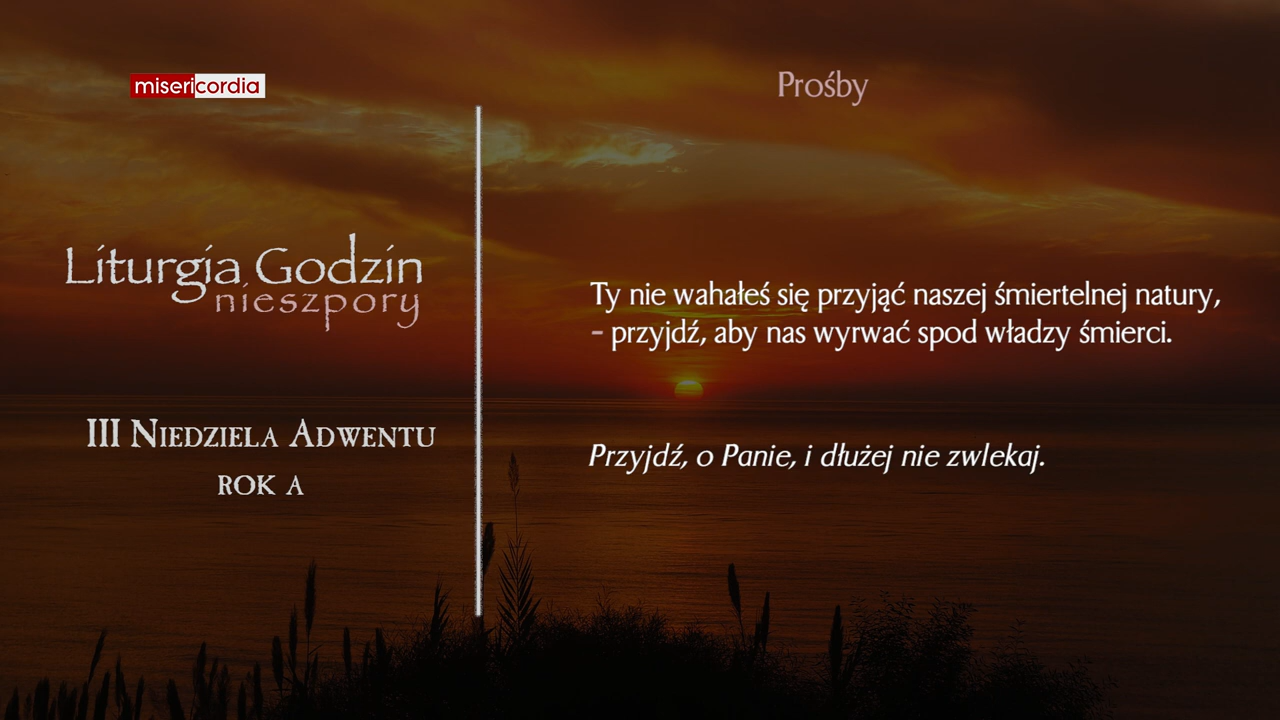 misericordia
Liturgia Godzin
nieszpory
III Niedziela Adwentu
rok A
Prośby
Ty nie wahałeś się przyjąć naszej śmiertelnej natury,
- przyjdź, aby nas wyrwać spod władzy śmierci.
Przyjdź, o Panie, i dłużej nie zwlekaj.